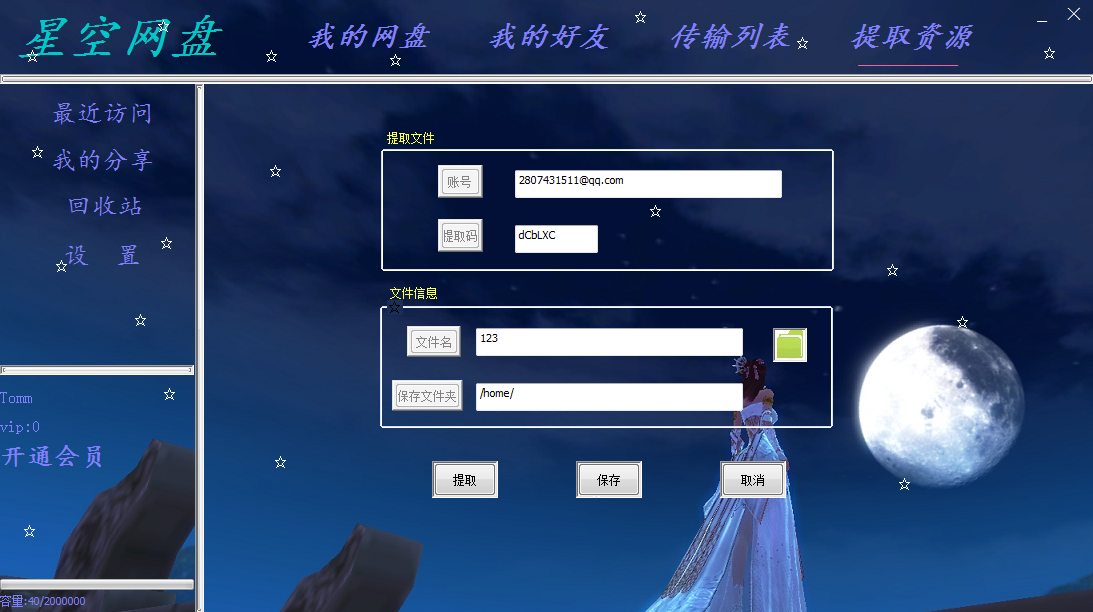 星空网盘
我的网盘
我的好友
传输列表
提取资源
最近访问
我的分享
回收站
设 置
Tomm
vip:0
开通会员
容量:40/2000000
提取文件
账号
2807431511@qq.com
提取码
dCbLXC
文件信息
文件名
123
保存文件夹
/home/
提取
保存
取消